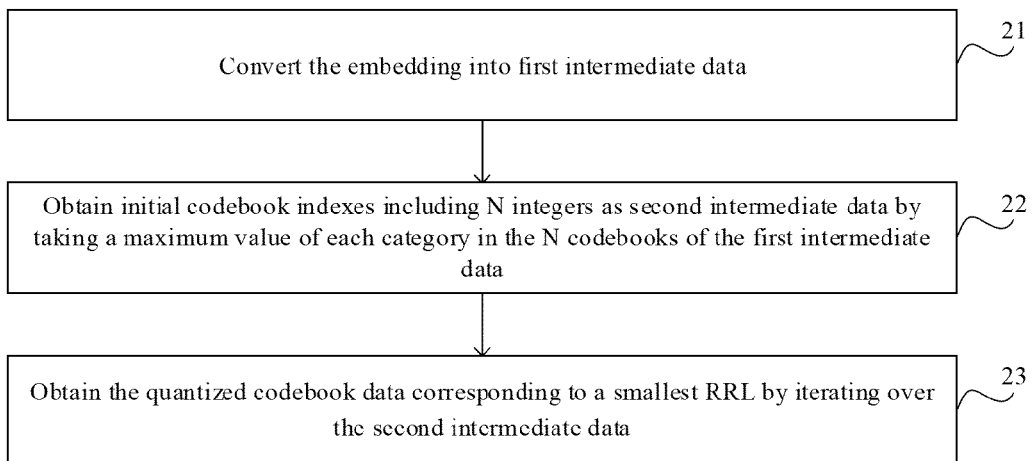 Convert the embedding into first intermediate data
21
Obtain initial codebook indexes including N integers as second intermediate data by
taking a maximum value of each category in the N codebooks of the first intermediate
data
22
Obtain the quantized codebook data corresponding to a smallest RRL by iterating over
the second intermediate data
23